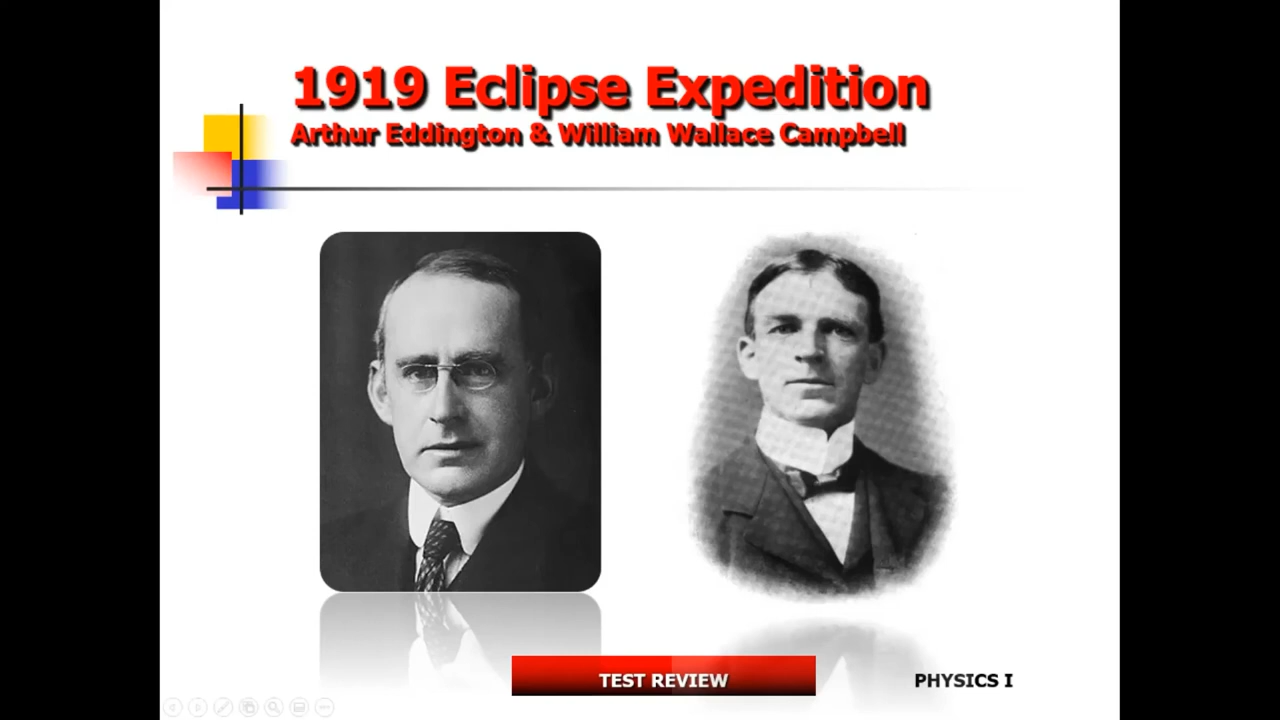 1919 Eclipse Expedition
Arthur Eddington & William Wallace Campbell
TEST REVIEW
PHYSICS I